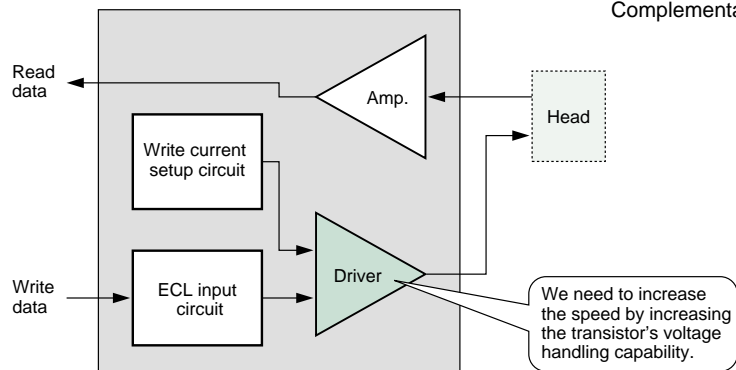 Complementa
Read
data
Amp.
Head
Write current
setup circuit
Write
data
ECL input
circuit
Driver
We need to increase
the speed by increasing
the transistor’s voltage
handling capability.